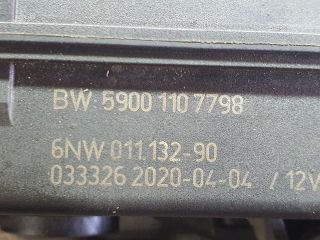 BW 5900 110 7798
6NW 011.132-90
033326 2020-04-04 / 12V